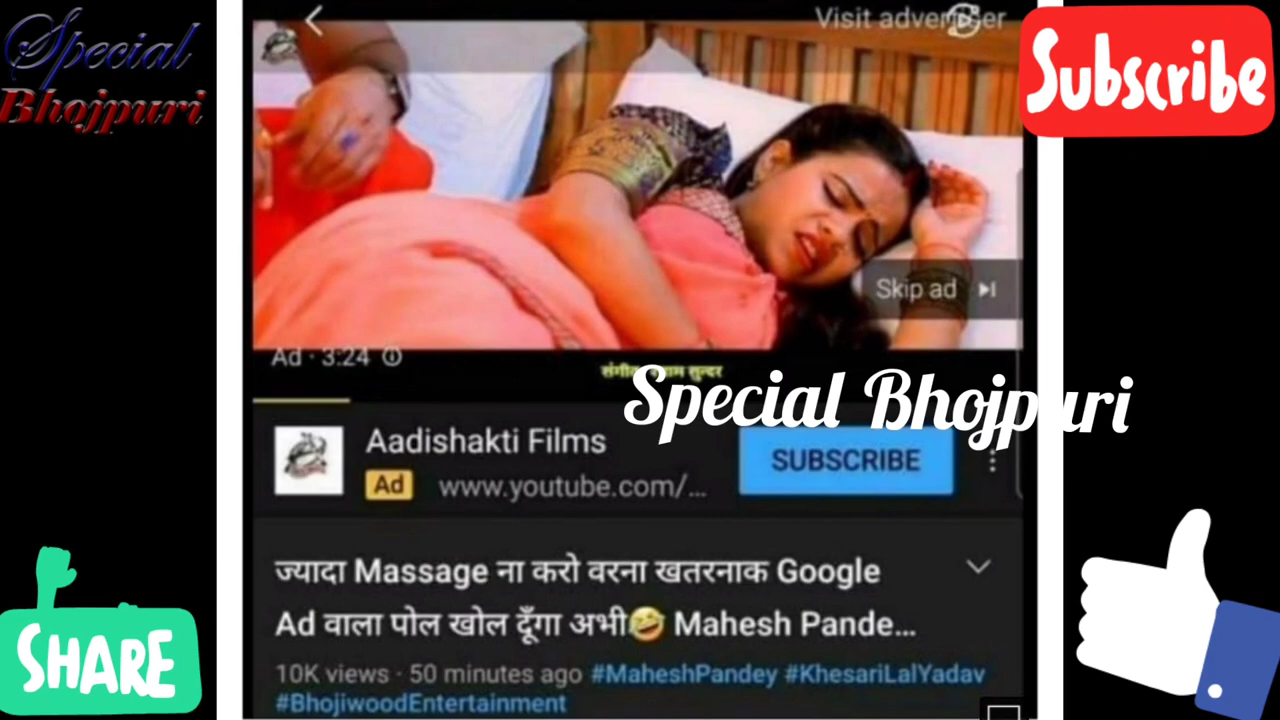 Special
Bhojpuri
Visit advertiser
Subscribe
Skip ad
Ad · 3:24
Special Bhojpuri
Aadishakti Films
Ad www.youtube.com/...
SUBSCRIBE
ज्यादा Massage ना करो वरना खतरनाक Google
Ad वाला पोल खोल दूँगा अभी🤣 Mahesh Pande...
10K views · 50 minutes ago #MaheshPandey #KhesariLalYadav
#BhojiwoodEntertainment
SHARE